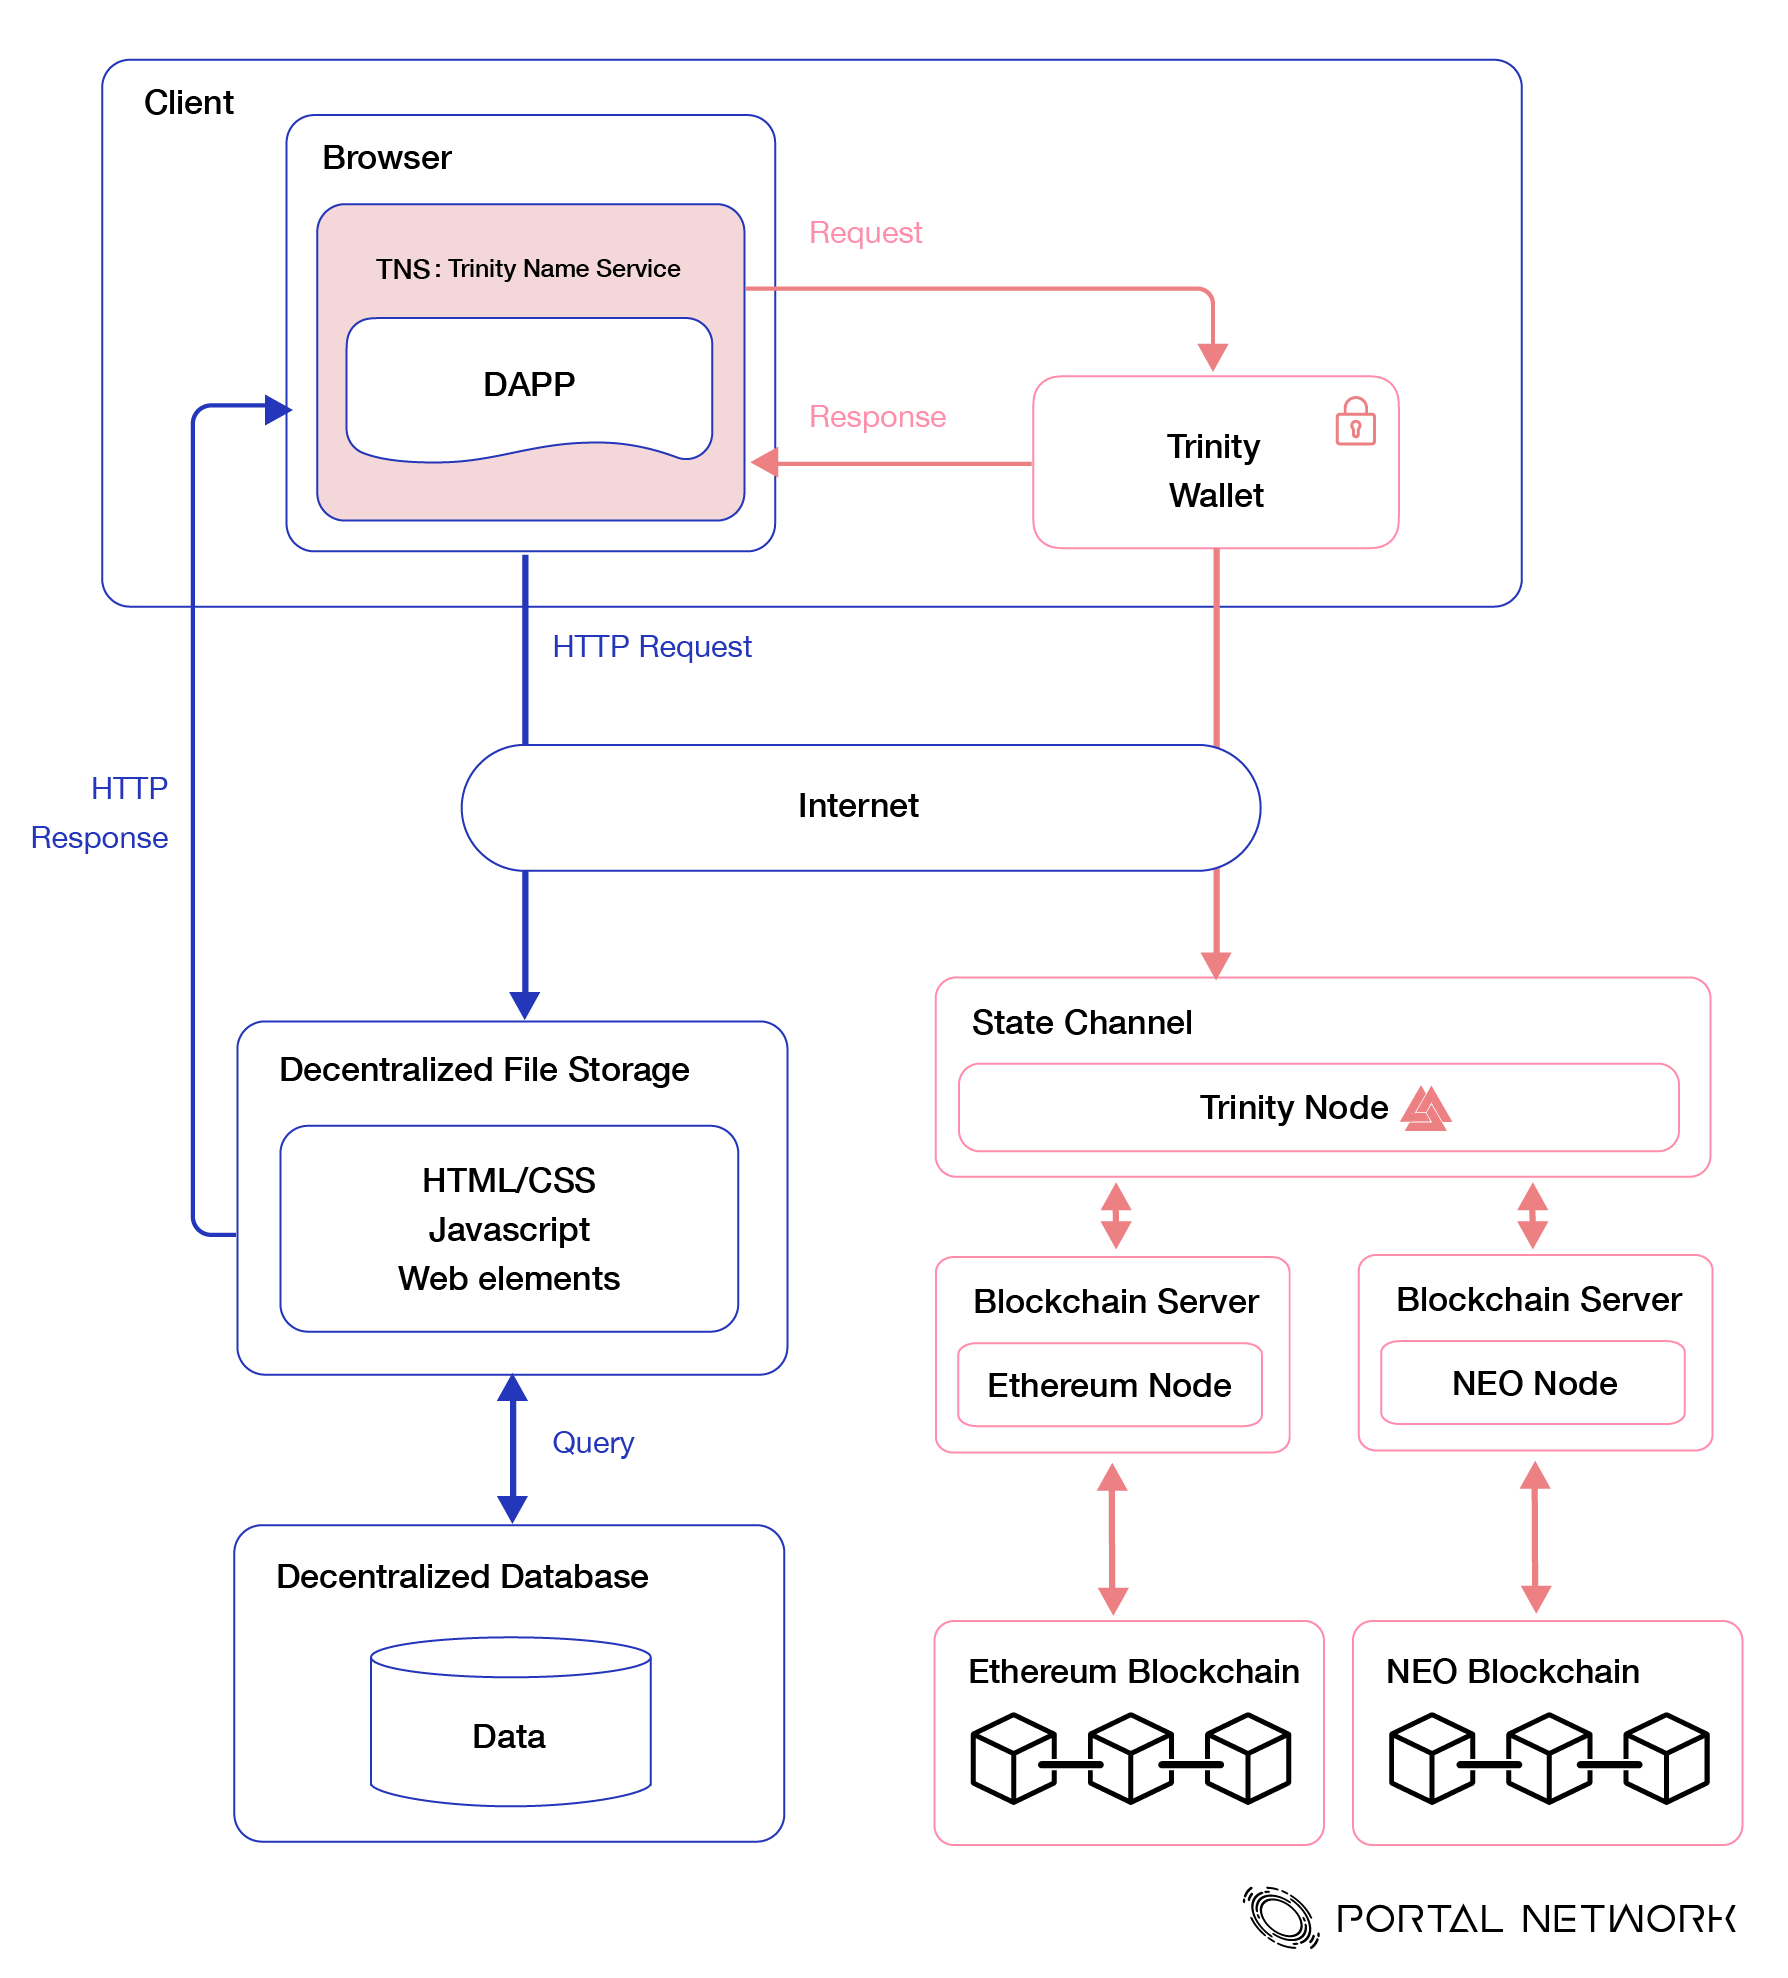 Client
Browser
TNS : Trinity Name Service
DAPP
Request
Response
Trinity
Wallet
HTTP Request
HTTP
Response
Internet
Decentralized File Storage
HTML/CSS
Javascript
Web elements
Query
Decentralized Database
Data
State Channel
Trinity Node
Blockchain Server
Ethereum Node
Blockchain Server
NEO Node
Ethereum Blockchain
NEO Blockchain
PORTAL NETWORK